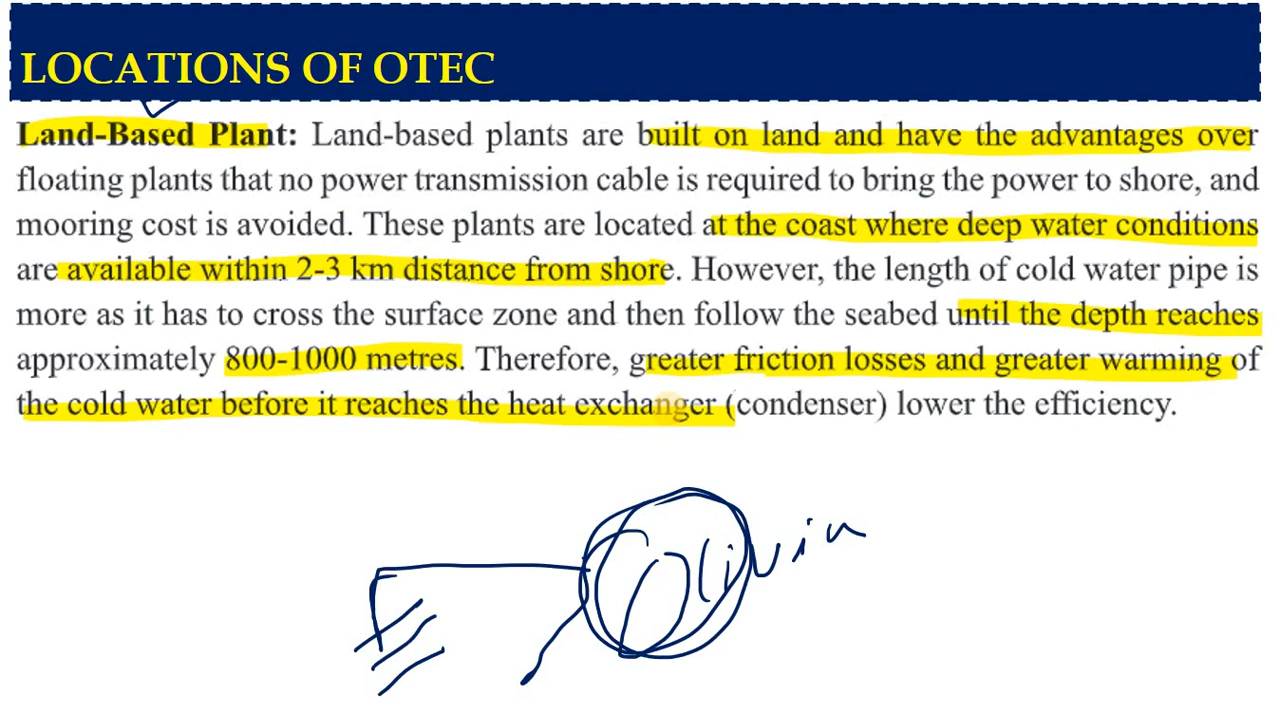 LOCATIONS OF OTEC
Land-Based Plant: Land-based plants are built on land and have the advantages over
floating plants that no power transmission cable is required to bring the power to shore, and
mooring cost is avoided. These plants are located at the coast where deep water conditions
are available within 2-3 km distance from shore. However, the length of cold water pipe is
more as it has to cross the surface zone and then follow the seabed until the depth reaches
approximately 800-1000 metres. Therefore, greater friction losses and greater warming of
the cold water before it reaches the heat exchanger (condenser) lower the efficiency.